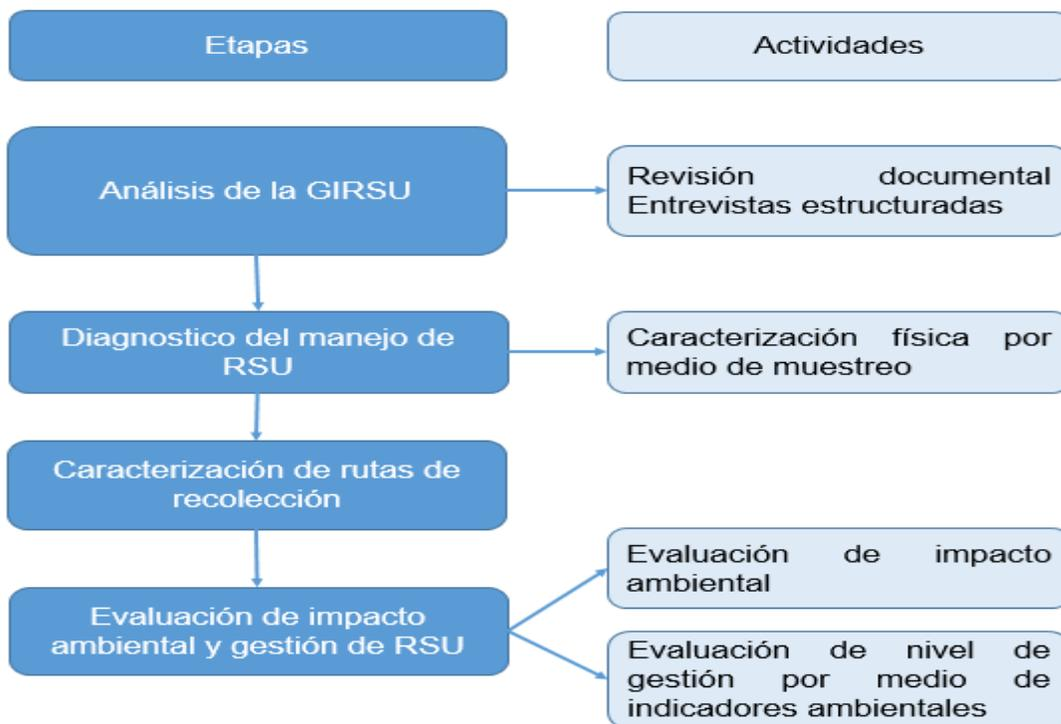 Etapas
Actividades
Análisis de la GIRSU
Revisión documental
Entrevistas estructuradas
Diagnostico del manejo de
RSU
Caracterización física por
medio de muestreo
Caracterización de rutas de
recolección
Evaluación de impacto
ambiental y gestión de RSU
Evaluación de impacto
ambiental
Evaluación de nivel de
gestión por medio de
indicadores ambientales